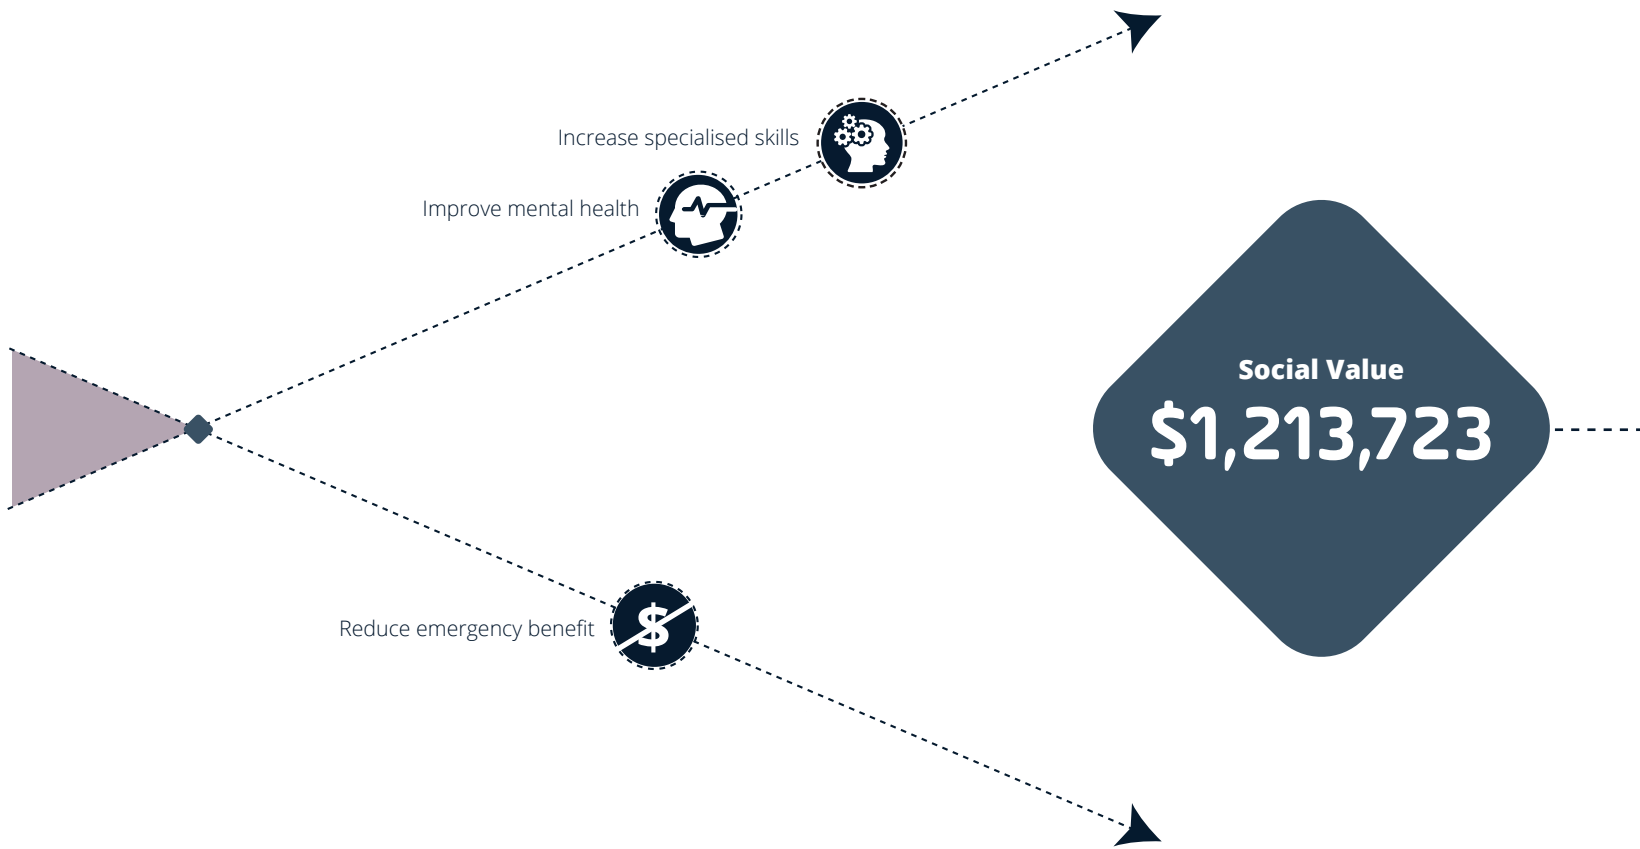 Increase specialised skills
Improve mental health
Social Value
$1,213,723
Reduce emergency benefit
$